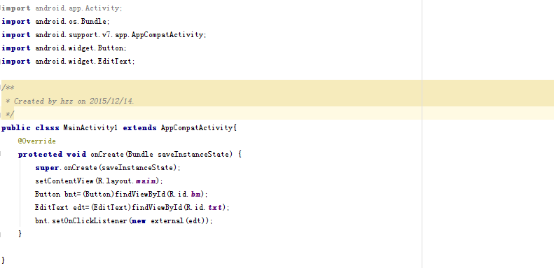 import android.app.Activity;
import android.os.Bundle;
import android.support.v7.app.AppCompatActivity;
import android.widget.Button;
import android.widget.EditText;
/**
* Created by hzz on 2015/12/14.
*/
public class MainActivity1 extends AppCompatActivity{
@Override
protected void onCreate(Bundle saveInstanceState) {
super.onCreate(saveInstanceState);
setContentView(R.layout.main);
Button bnt=(Button)findViewById(R.id.bm);
EditText edt=(EditText)findViewById(R.id.txt);
bnt.setOnClickListener(new external(edt));
}
}